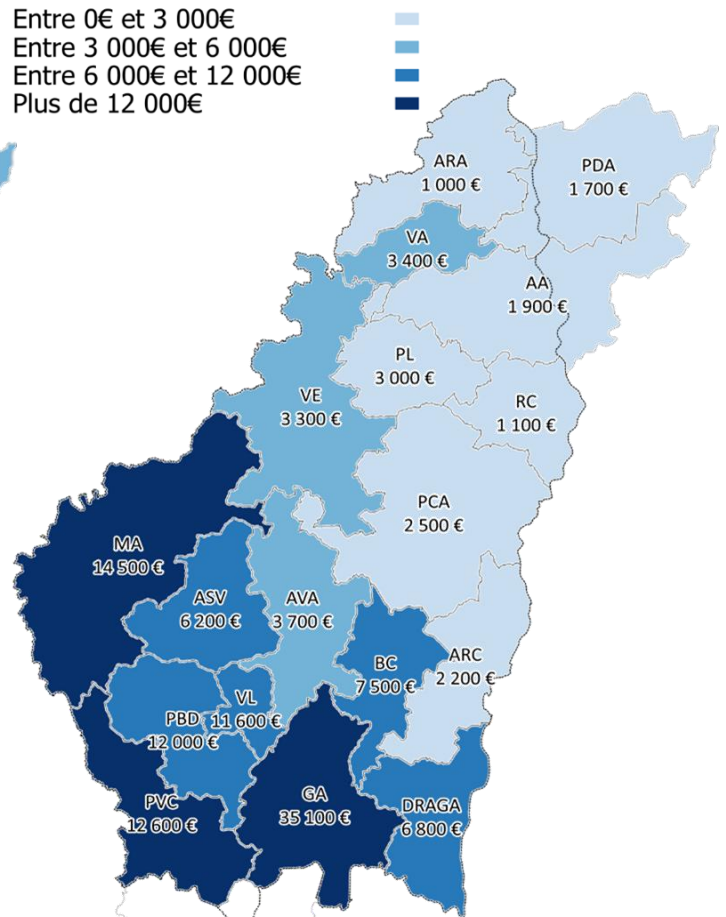 Entre 0€ et 3 000€
Entre 3 000€ et 6 000€
Entre 6 000€ et 12 000€
Plus de 12 000€
ARA
1 000 €
PDA
1 700 €
VA
3 400 €
AA
1 900 €
PL
3 000 €
VE
3 300 €
RC
1 100 €
PCA
2 500 €
MA
14 500 €
ASV
6 200 €
AVA
3 700 €
BC
7 500 €
ARC
2 200 €
VL
11 600 €
PBD
12 000 €
PVC
12 600 €
GA
35 100 €
DRAGA
6 800 €